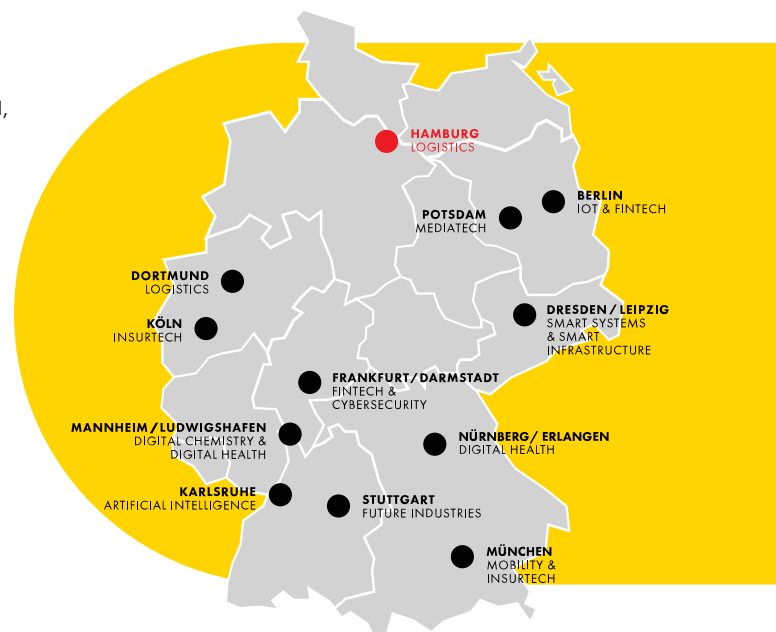 l,
HAMBURG
LOGISTICS
BERLIN
IOT & FINTECH
POTSDAM
MEDIATECH
DORTMUND
LOGISTICS
DRESDEN / LEIPZIG
SMART SYSTEMS
& SMART
INFRASTRUCTURE
KÖLN
INSURTECH
FRANKFURT/DARMSTADT
FINTECH &
CYBERSECURITY
MANNHEIM/LUDWIGSHAFEN
DIGITAL CHEMISTRY &
DIGITAL HEALTH
NÜRNBERG/ ERLANGEN
DIGITAL HEALTH
KARLSRUHE
ARTIFICIAL INTELLIGENCE
STUTTGART
FUTURE INDUSTRIES
MÜNCHEN
MOBILITY &
INSURTECH